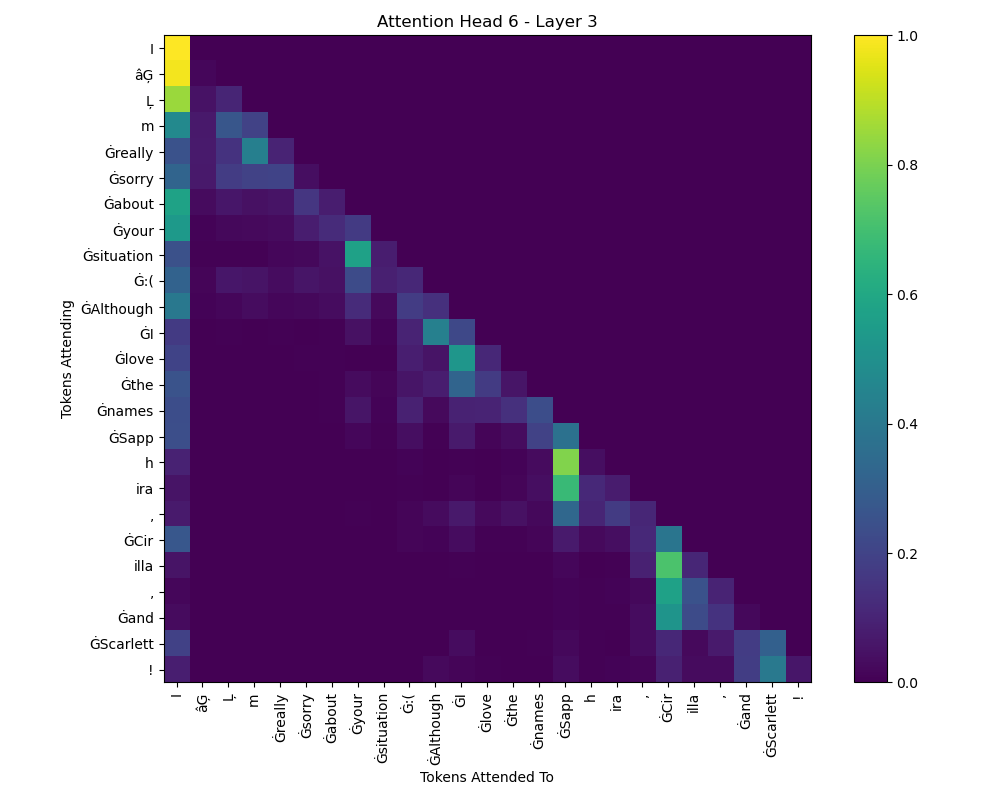 Attention Head 6 - Layer 3
Tokens Attending
I
âĢ
Ļ
m
Ġreally
Ġsorry
Ġabout
Ġyour
Ġsituation
Ġ:(
ĠAlthough
ĠI
Ġlove
Ġthe
Ġnames
ĠSapp
h
ira
,
ĠCir
illa
,
Ġand
ĠScarlett
!
I
âĢ
Ļ
m
Ġreally
Ġsorry
Ġabout
Ġyour
Ġsituation
Ġ:(
ĠAlthough
ĠI
Ġlove
Ġthe
Ġnames
ĠSapp
h
ira
,
ĠCir
illa
,
Ġand
ĠScarlett
!
Tokens Attended To
1.0
0.8
0.6
0.4
0.2
0.0